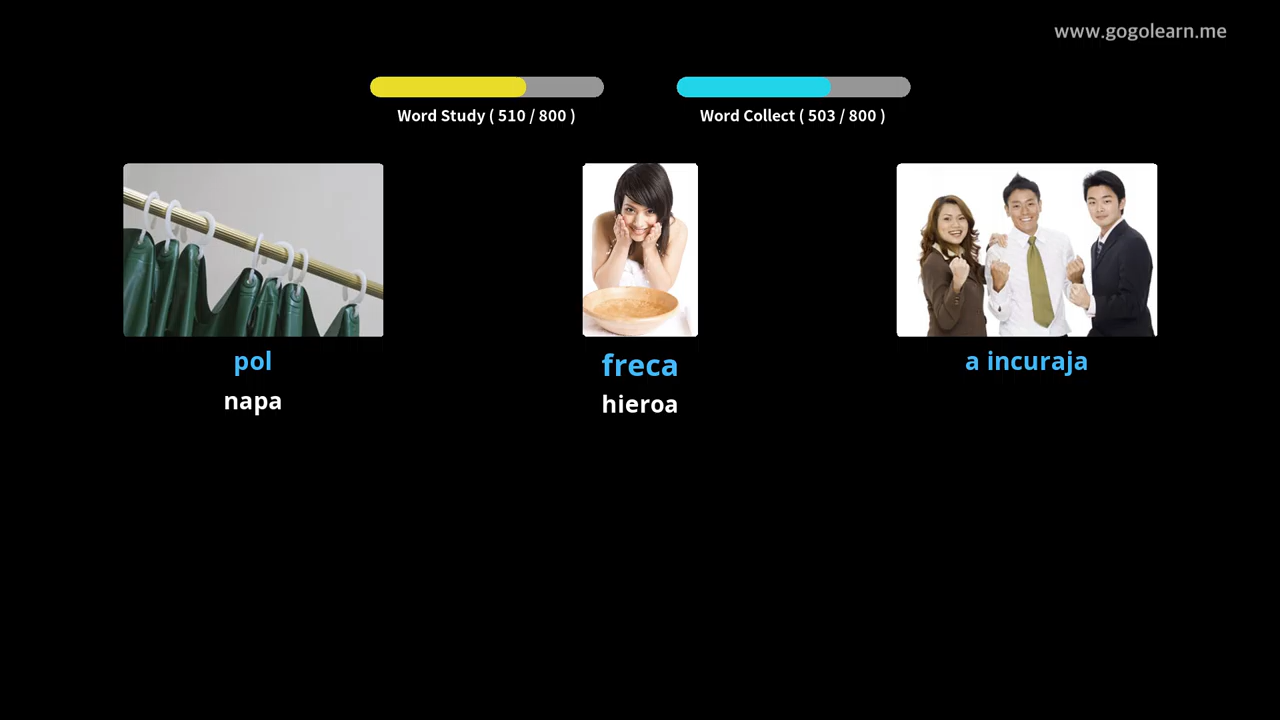 www.gogolearn.me
Word Study ( 510 / 800 )
Word Collect ( 503 / 800 )
pol
freca
a incuraja
napa
hieroa